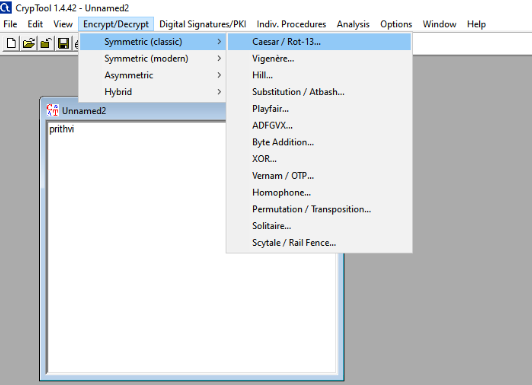 CrypTool 1.4.42 - Unnamed2
File Edit View Encrypt/Decrypt Digital Signatures/PKI Indiv. Procedures Analysis Options Window Help
Symmetric (classic) >
Symmetric (modern) >
Asymmetric >
Hybrid >
Caesar / Rot-13...
Vigenère...
Hill...
Substitution / Atbash...
Playfair...
ADFGVX...
Byte Addition...
XOR...
Vernam / OTP...
Homophone...
Permutation / Transposition...
Solitaire...
Scytale / Rail Fence...
Unnamed2
prithvi